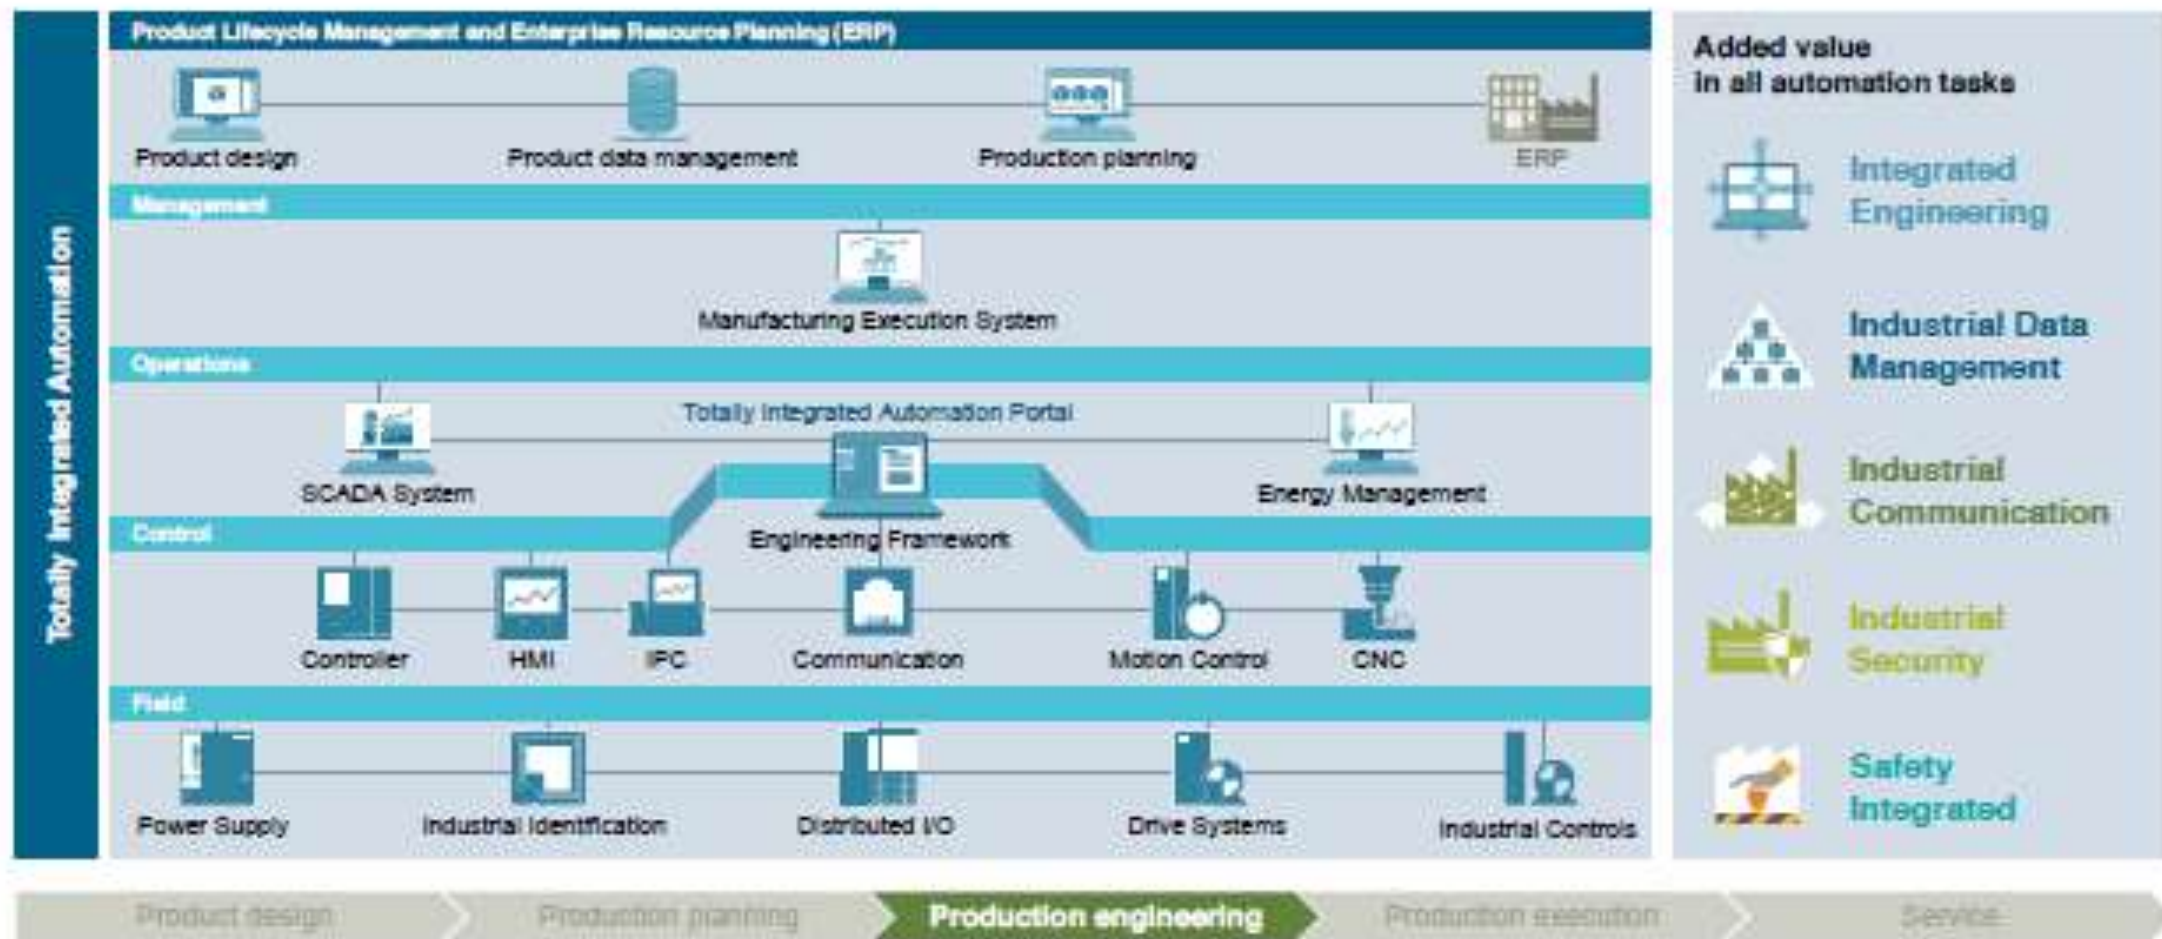 Totally Integrated Automation
Product Lifecycle Management and Enterprise Resource Planning (ERP)
Product design
Product data management
Production planning
ERP
Management
Manufacturing Execution System
Operations
Totally Integrated Automation Portal
SCADA System
Energy Management
Engineering Framework
Control
Controller
HMI
IPC
Communication
Motion Control
CNC
Field
Power Supply
Industrial Identification
Distributed I/O
Drive Systems
Industrial Controls
Added value
in all automation tasks
Integrated
Engineering
Industrial Data
Management
Industrial
Communication
Industrial
Security
Safety
Integrated
Product design
Production planning
Production engineering
Production execution
Service